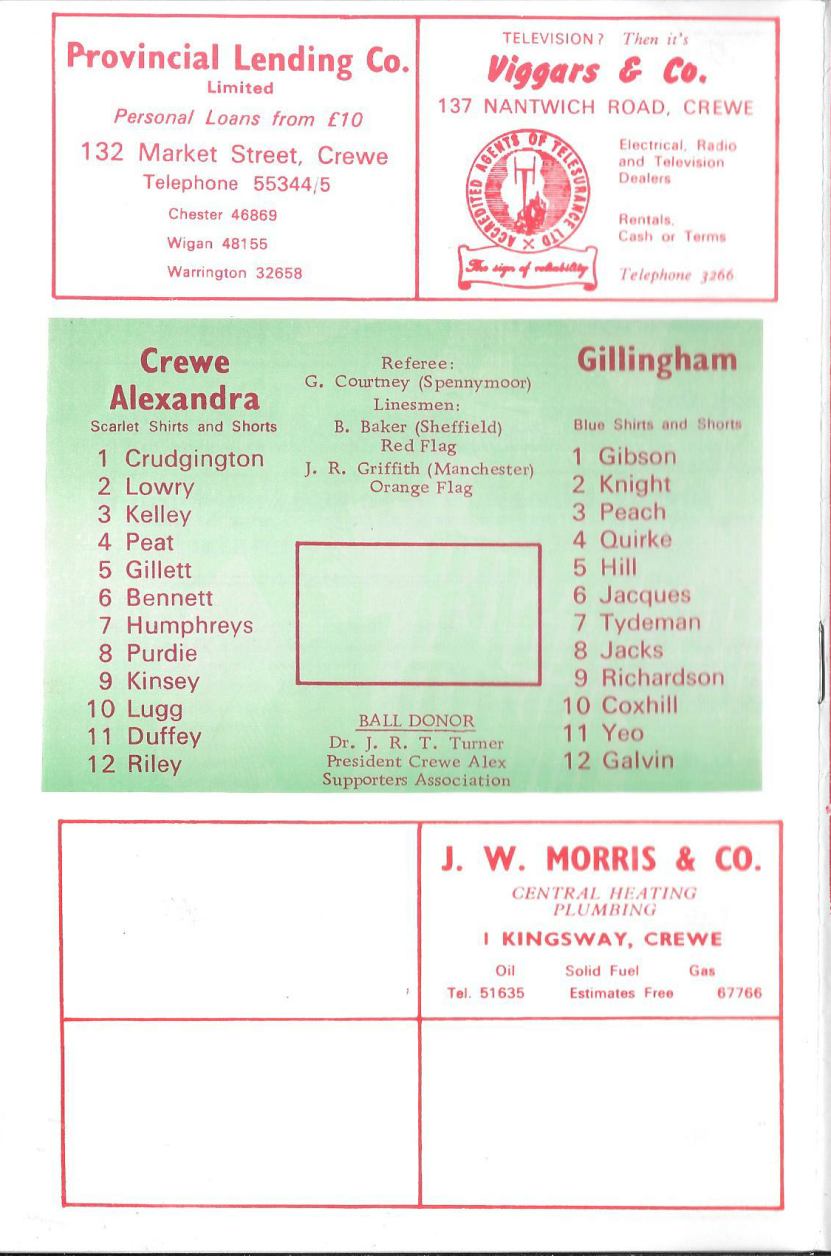 Provincial Lending Co.
Limited
Personal Loans from £10
132 Market Street, Crewe
Telephone 55344/5
Chester 46869
Wigan 48155
Warrington 32658
TELEVISION? Then it's
Viggars & Co.
137 NANTWICH ROAD, CREWE
ACCREDITED AGENTS OF TELESURANCE LTD
The sign of reliability
Electrical, Radio
and Television
Dealers
Rentals.
Cash or Terms
Telephone 3266
Crewe
Alexandra
Scarlet Shirts and Shorts
1 Crudgington
2 Lowry
3 Kelley
4 Peat
5 Gillett
6 Bennett
7 Humphreys
8 Purdie
9 Kinsey
10 Lugg
11 Duffey
12 Riley
Referee:
G. Courtney (Spennymoor)
Linesmen:
B. Baker (Sheffield)
Red Flag
J. R. Griffith (Manchester)
Orange Flag
BALL DONOR
Dr. J. R. T. Turner
President Crewe Alex
Supporters Association
Gillingham
Blue Shirts and Shorts
1 Gibson
2 Knight
3 Peach
4 Quirke
5 Hill
6 Jacques
7 Tydeman
8 Jacks
9 Richardson
10 Coxhill
11 Yeo
12 Galvin
J. W. MORRIS & CO.
CENTRAL HEATING
PLUMBING
1 KINGSWAY, CREWE
Oil Solid Fuel Gas
Tel. 51635 Estimates Free 67766